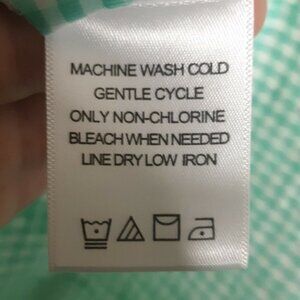 MACHINE WASH COLD
GENTLE CYCLE
ONLY NON-CHLORINE
BLEACH WHEN NEEDED
LINE DRY LOW IRON